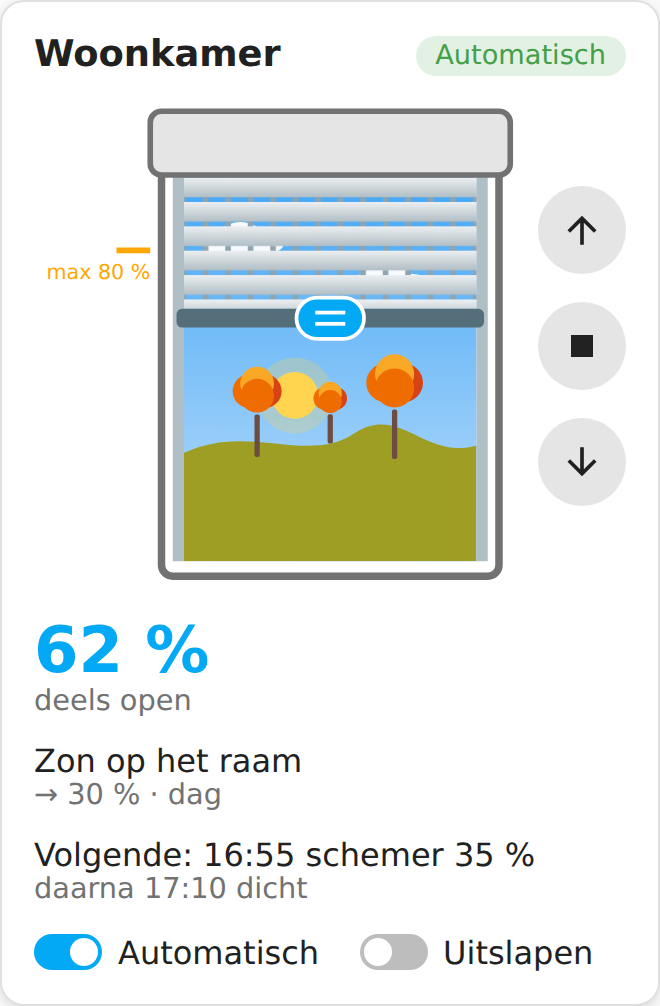 Woonkamer
Automatisch
max 80 %
62 %
deels open
Zon op het raam
→ 30 % · dag
Volgende: 16:55 schemer 35 %
daarna 17:10 dicht
Automatisch
Uitslapen